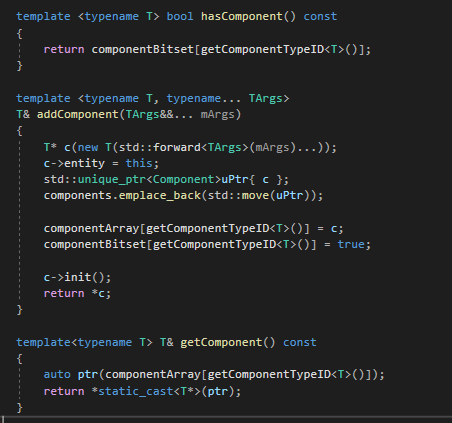 template <typename T> bool hasComponent() const
{
return componentBitset[getComponentTypeID<T>()];
}
template <typename T, typename... TArgs>
T& addComponent(TArgs&&... mArgs)
{
T* c(new T(std::forward<TArgs>(mArgs)...));
c->entity = this;
std::unique_ptr<Component>uPtr{ c };
components.emplace_back(std::move(uPtr));
componentArray[getComponentTypeID<T>()] = c;
componentBitset[getComponentTypeID<T>()] = true;
c->init();
return *c;
}
template<typename T> T& getComponent() const
{
auto ptr(componentArray[getComponentTypeID<T>()]);
return *static_cast<T*>(ptr);
}